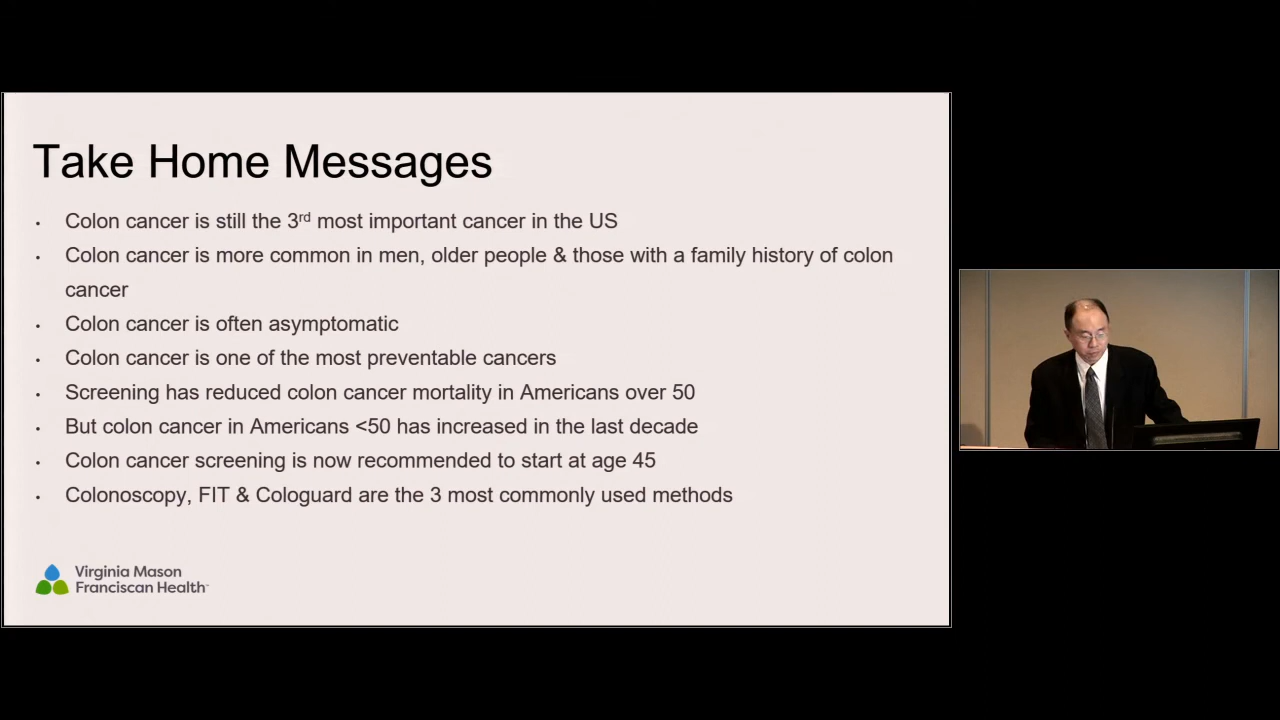 Take Home Messages
• Colon cancer is still the 3rd most important cancer in the US
• Colon cancer is more common in men, older people & those with a family history of colon
cancer
• Colon cancer is often asymptomatic
• Colon cancer is one of the most preventable cancers
• Screening has reduced colon cancer mortality in Americans over 50
• But colon cancer in Americans <50 has increased in the last decade
• Colon cancer screening is now recommended to start at age 45
• Colonoscopy, FIT & Cologuard are the 3 most commonly used methods
Virginia Mason
Franciscan Health™